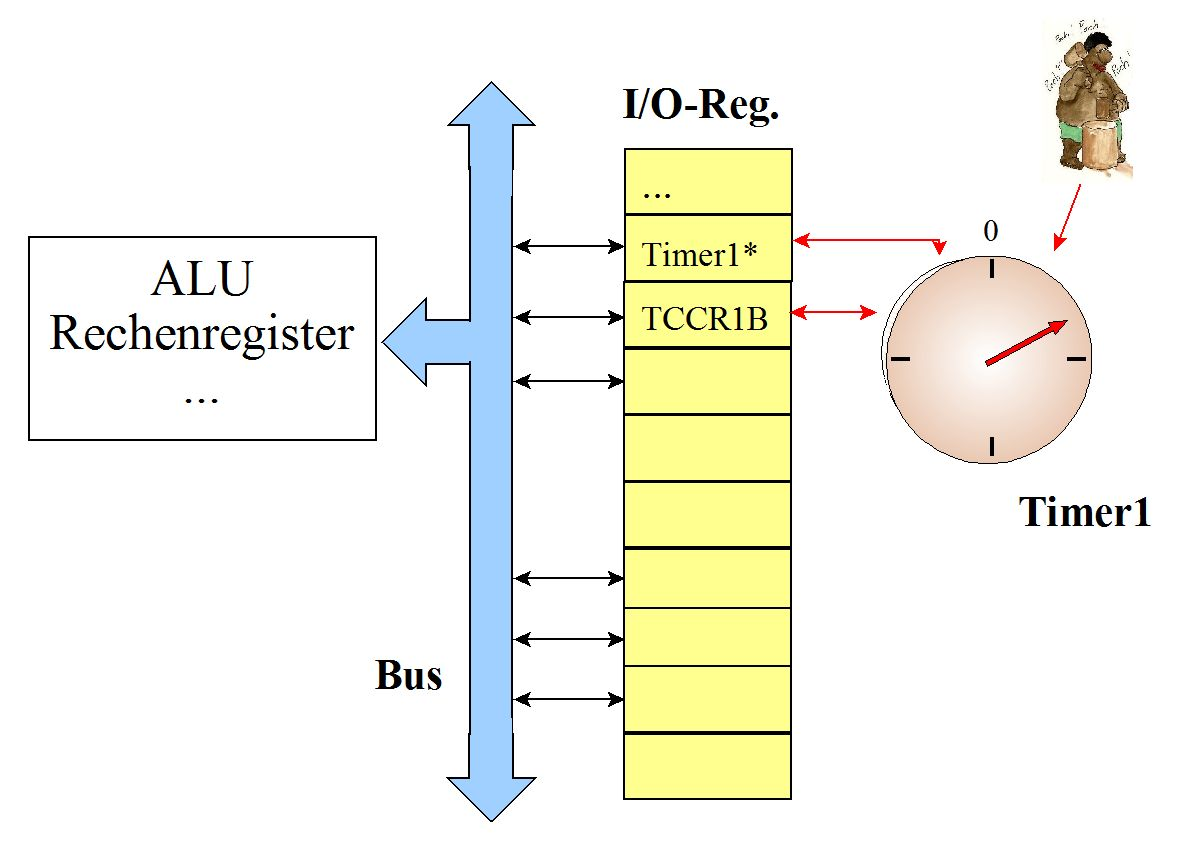 I/O-Reg.
...
Timer1*
TCCR1B
ALU
Rechenregister
...
0
Timer1
Bus